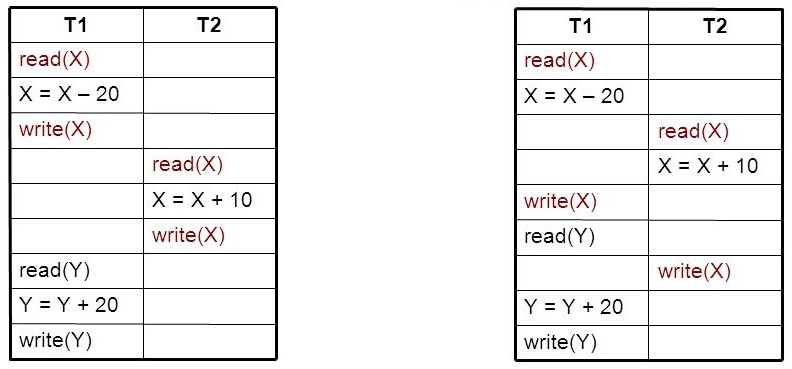 T1 T2
read(X)
X = X – 20
write(X)
read(X)
X = X + 10
write(X)
read(Y)
Y = Y + 20
write(Y)
T1 T2
read(X)
X = X – 20
read(X)
X = X + 10
write(X)
read(Y)
write(X)
Y = Y + 20
write(Y)